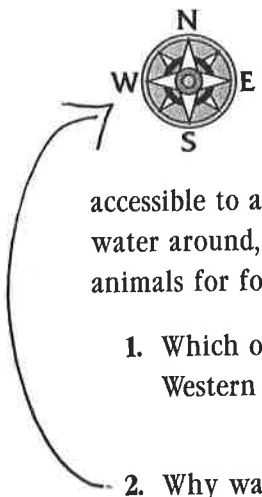 N
W E
S
accessible to a
water around,
animals for fo
1. Which o
Western
2. Why wa